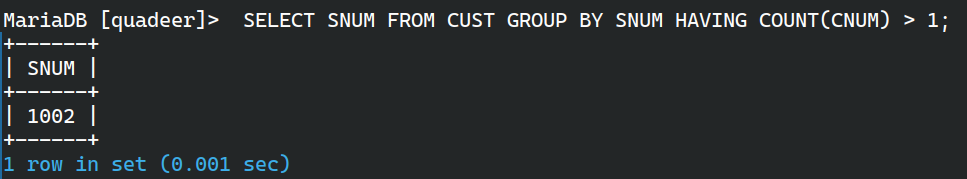 MariaDB [quadeer]>  SELECT SNUM FROM CUST GROUP BY SNUM HAVING COUNT(CNUM) > 1;
+------+
| SNUM |
+------+
| 1002 |
+------+
1 row in set (0.001 sec)